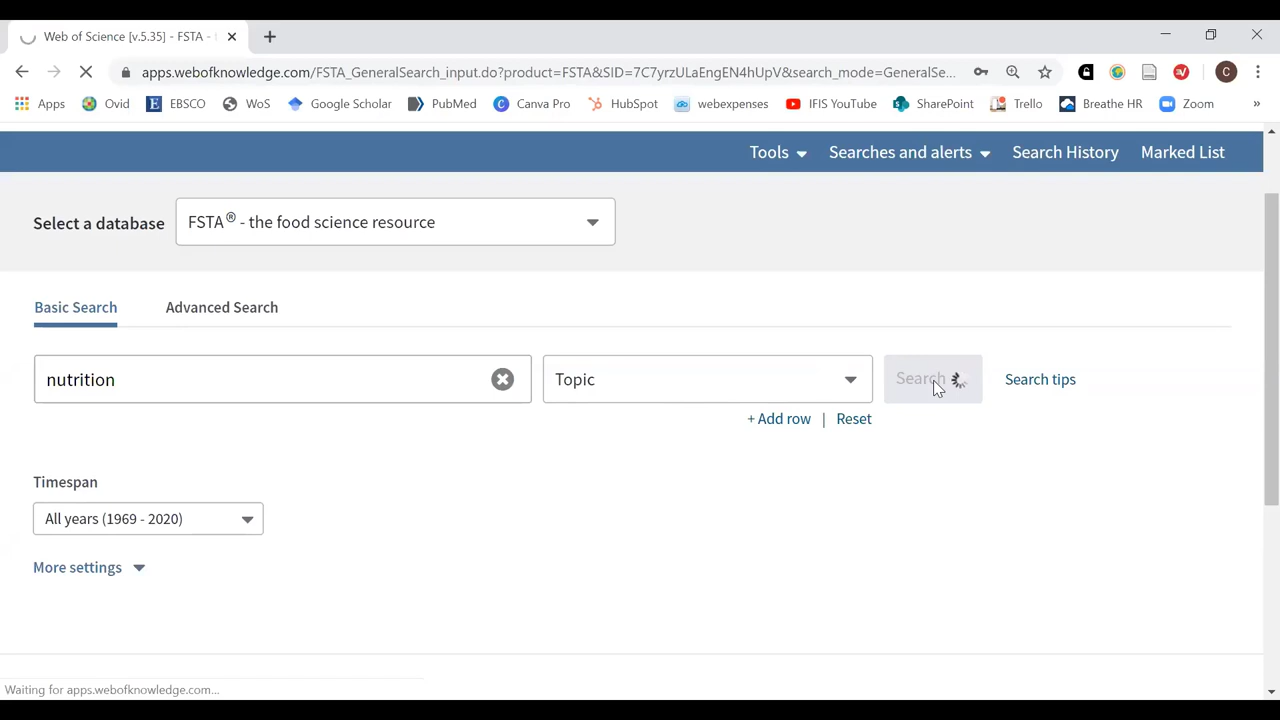 Web of Science [v.5.35] - FSTA -
apps.webofknowledge.com/FSTA_GeneralSearch_input.do?product=FSTA&SID=7C7yrzULaEngEN4hUpV&search_mode=GeneralSe...
C
Apps Ovid EBSCO WoS Google Scholar PubMed Canva Pro HubSpot webexpenses IFIS YouTube SharePoint Trello Breathe HR Zoom »
Tools Searches and alerts Search History Marked List
Select a database FSTA® - the food science resource
Basic Search Advanced Search
nutrition Topic Search Search tips
+ Add row | Reset
Timespan
All years (1969 - 2020)
More settings
Waiting for apps.webofknowledge.com...